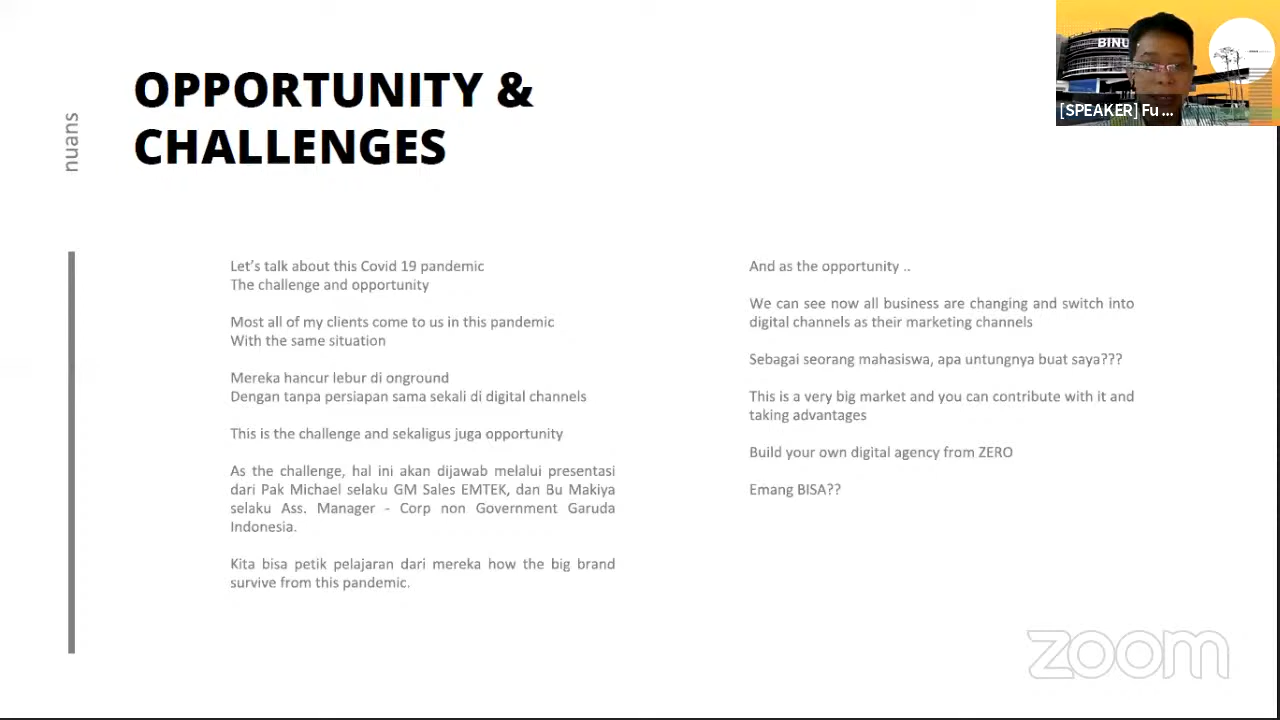 OPPORTUNITY &
CHALLENGES
nuans
Let’s talk about this Covid 19 pandemic
The challenge and opportunity
Most all of my clients come to us in this pandemic
With the same situation
Mereka hancur lebur di onground
Dengan tanpa persiapan sama sekali di digital channels
This is the challenge and sekaligus juga opportunity
As the challenge, hal ini akan dijawab melalui presentasi
dari Pak Michael selaku GM Sales EMTEK, dan Bu Makiya
selaku Ass. Manager - Corp non Government Garuda
Indonesia.
Kita bisa petik pelajaran dari mereka how the big brand
survive from this pandemic.
And as the opportunity ..
We can see now all business are changing and switch into
digital channels as their marketing channels
Sebagai seorang mahasiswa, apa untungnya buat saya???
This is a very big market and you can contribute with it and
taking advantages
Build your own digital agency from ZERO
Emang BISA??
BINU
[SPEAKER] Fu ...
zoom